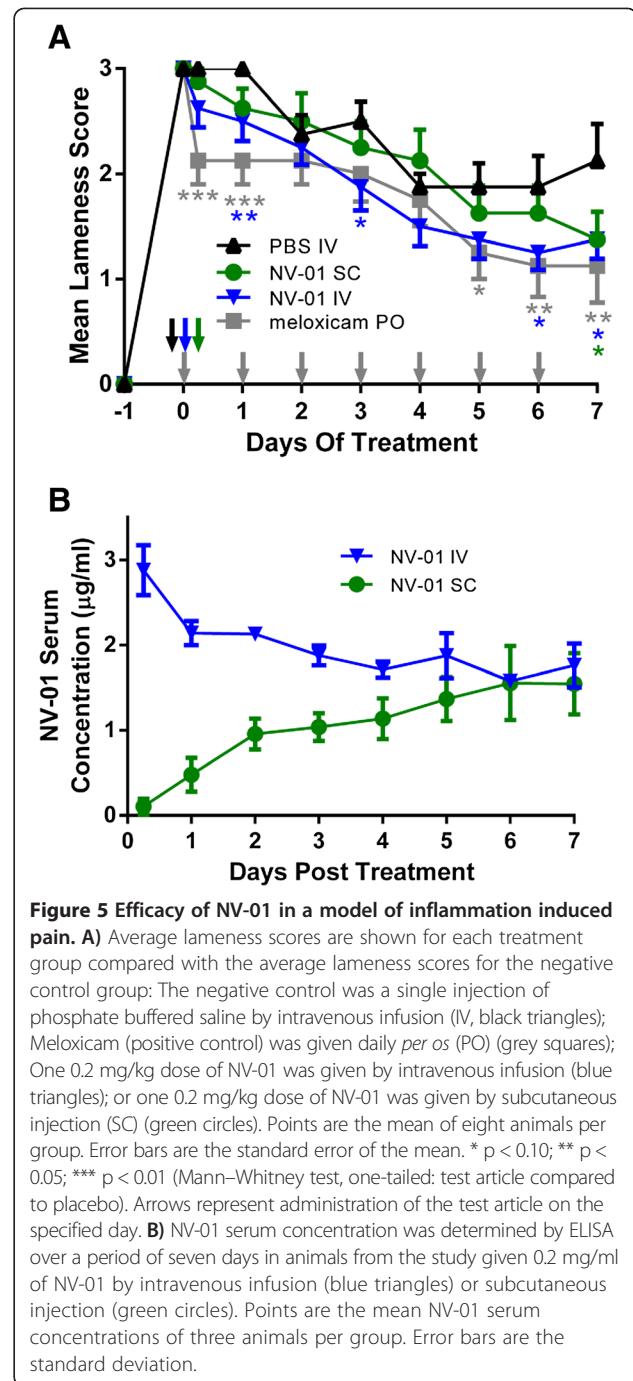 A
Mean Lameness Score
3
2
1
0
*** *** ** * * ** * ** * *
PBS IV
NV-01 SC
NV-01 IV
meloxicam PO
-1 0 1 2 3 4 5 6 7
Days Of Treatment
B
NV-01 Serum
Concentration (µg/ml)
3
2
1
0
NV-01 IV
NV-01 SC
0 1 2 3 4 5 6 7
Days Post Treatment
Figure 5 Efficacy of NV-01 in a model of inflammation induced
pain. A) Average lameness scores are shown for each treatment
group compared with the average lameness scores for the negative
control group: The negative control was a single injection of
phosphate buffered saline by intravenous infusion (IV, black triangles);
Meloxicam (positive control) was given daily per os (PO) (grey squares);
One 0.2 mg/kg dose of NV-01 was given by intravenous infusion (blue
triangles); or one 0.2 mg/kg dose of NV-01 was given by subcutaneous
injection (SC) (green circles). Points are the mean of eight animals per
group. Error bars are the standard error of the mean. * p < 0.10; ** p <
0.05; *** p < 0.01 (Mann–Whitney test, one-tailed: test article compared
to placebo). Arrows represent administration of the test article on the
specified day. B) NV-01 serum concentration was determined by ELISA
over a period of seven days in animals from the study given 0.2 mg/ml
of NV-01 by intravenous infusion (blue triangles) or subcutaneous
injection (green circles). Points are the mean NV-01 serum
concentrations of three animals per group. Error bars are the
standard deviation.